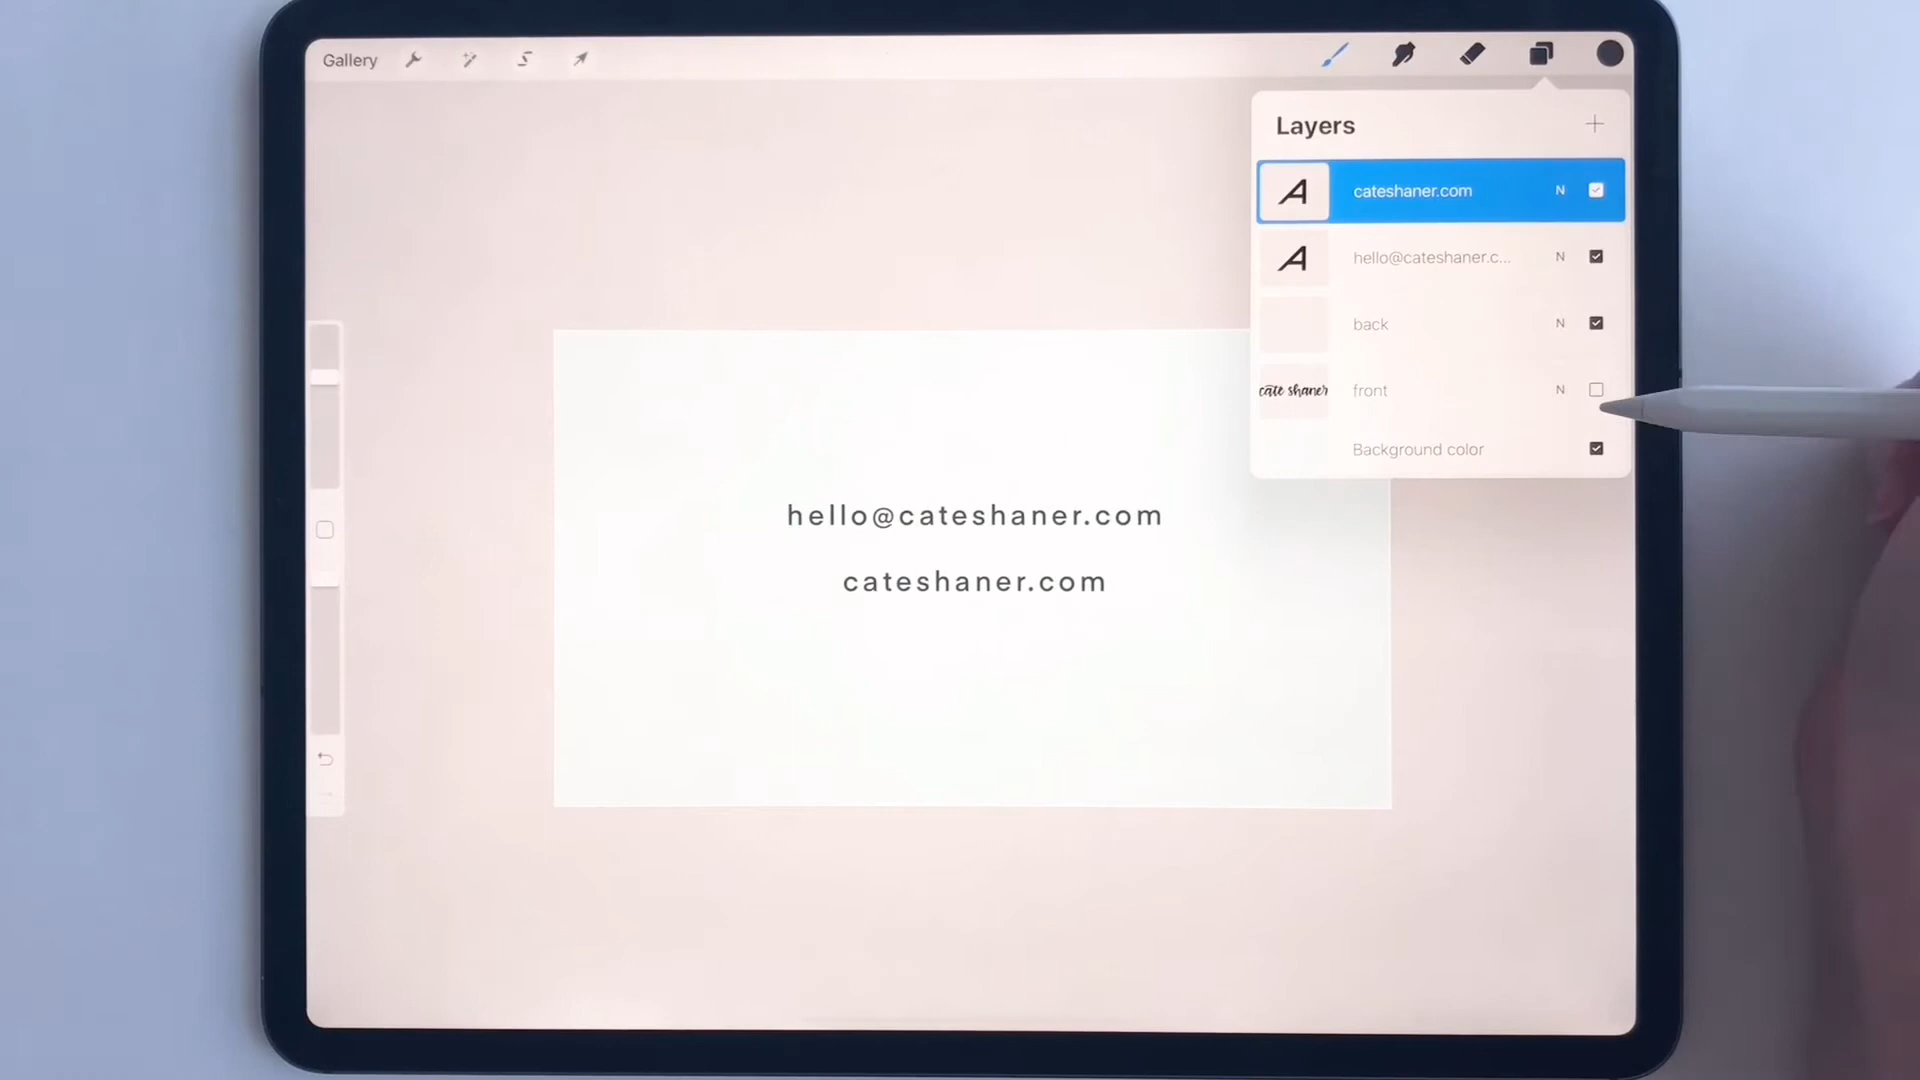 Gallery
Layers
A cateshaner.com N
A hello@cateshaner.c... N
back N
cate shaner front N
Background color
hello@cateshaner.com
cateshaner.com